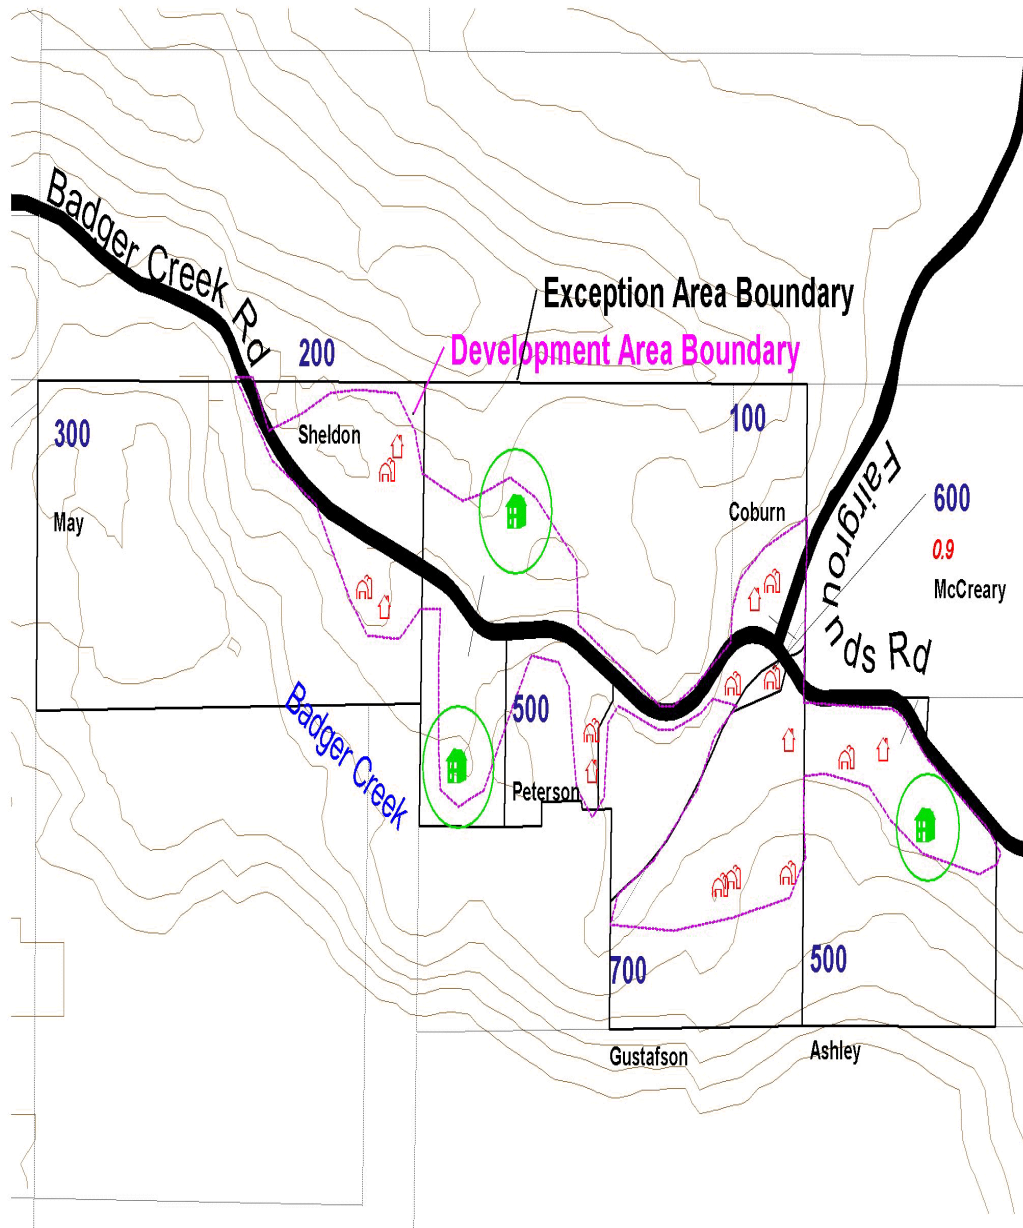 Badger Creek Rd
Exception Area Boundary
Development Area Boundary
200
300
100
Sheldon
May
Coburn
Fairgrounds Rd
600
0.9
McCreary
Badger Creek
500
Peterson
700
500
Gustafson
Ashley